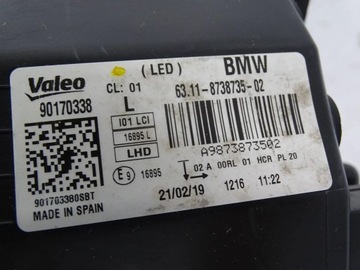 Valeo CL: 01 (LED) BMW
90170338 L 63.11-8738735-02
I01 LCI
16895 L
LHD
A9873873502
E9 16895
02 A 00RL 01 HCR PL 20
901703380SBT
MADE IN SPAIN
21/02/19 1216 11:22